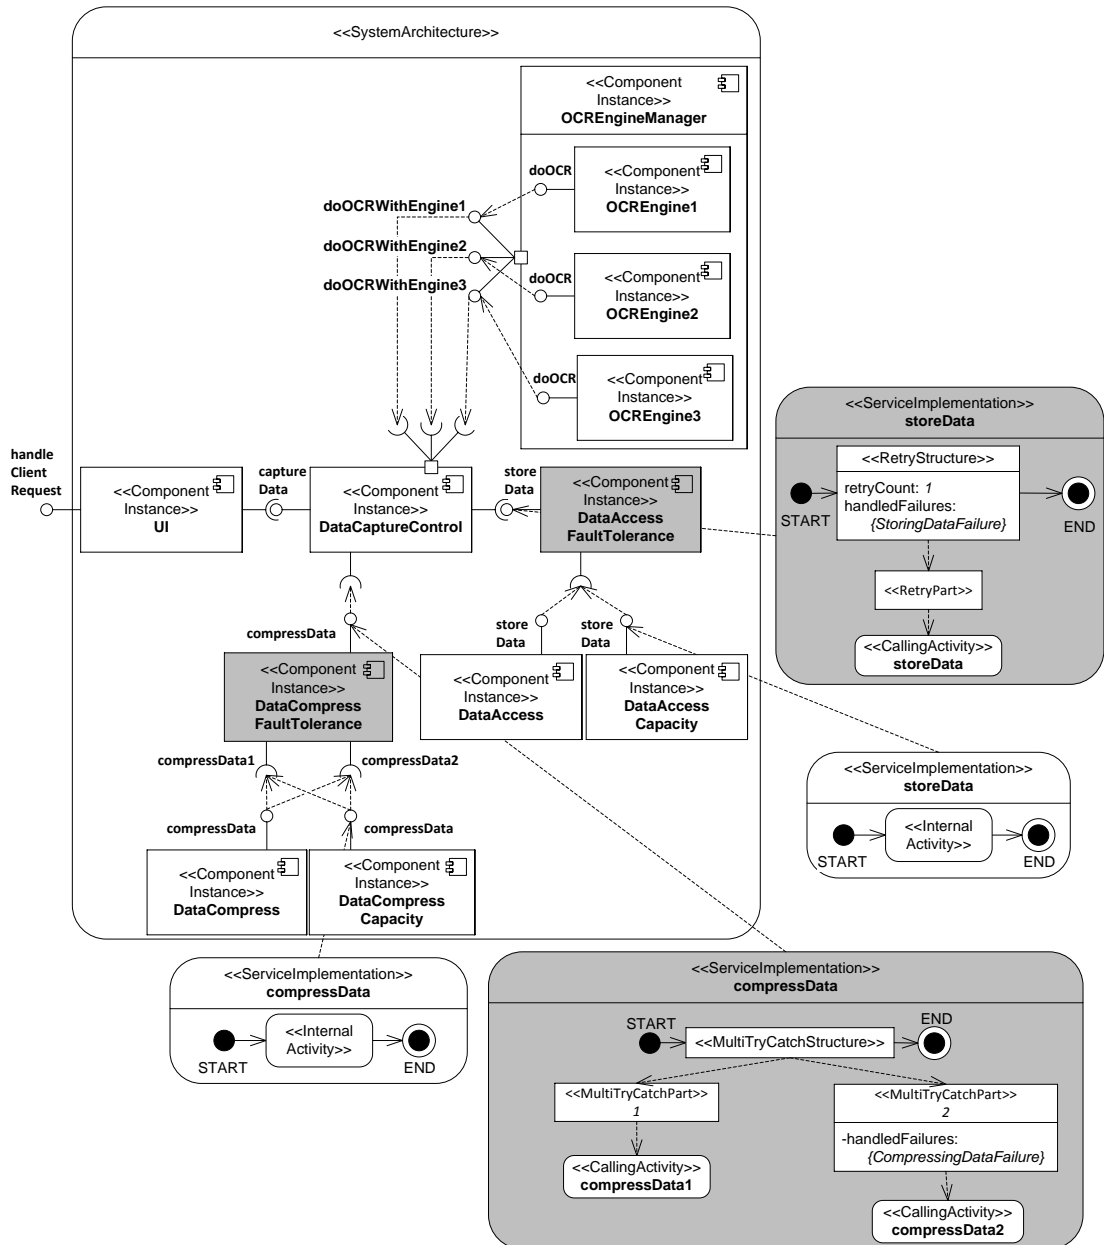 <<SystemArchitecture>>
<<Component
Instance>>
OCREngineManager
doOCR
<<Component
Instance>>
OCREngine1
doOCRWithEngine1
doOCRWithEngine2
doOCRWithEngine3
doOCR
<<Component
Instance>>
OCREngine2
doOCR
<<Component
Instance>>
OCREngine3
handle
Client
Request
<<Component
Instance>>
UI
capture
Data
<<Component
Instance>>
DataCaptureControl
store
Data
<<Component
Instance>>
DataAccess
FaultTolerance
<<ServiceImplementation>>
storeData
<<RetryStructure>>
retryCount: 1
handledFailures:
{StoringDataFailure}
START
END
<<RetryPart>>
<<CallingActivity>>
storeData
compressData
store
Data
store
Data
<<Component
Instance>>
DataCompress
FaultTolerance
<<Component
Instance>>
DataAccess
<<Component
Instance>>
DataAccess
Capacity
compressData1
compressData2
<<ServiceImplementation>>
storeData
<<Internal
Activity>>
START
END
compressData
compressData
<<Component
Instance>>
DataCompress
<<Component
Instance>>
DataCompress
Capacity
<<ServiceImplementation>>
compressData
<<Internal
Activity>>
START
END
<<ServiceImplementation>>
compressData
START
END
<<MultiTryCatchStructure>>
<<MultiTryCatchPart>>
1
<<CallingActivity>>
compressData1
<<MultiTryCatchPart>>
2
-handledFailures:
{CompressingDataFailure}
<<CallingActivity>>
compressData2